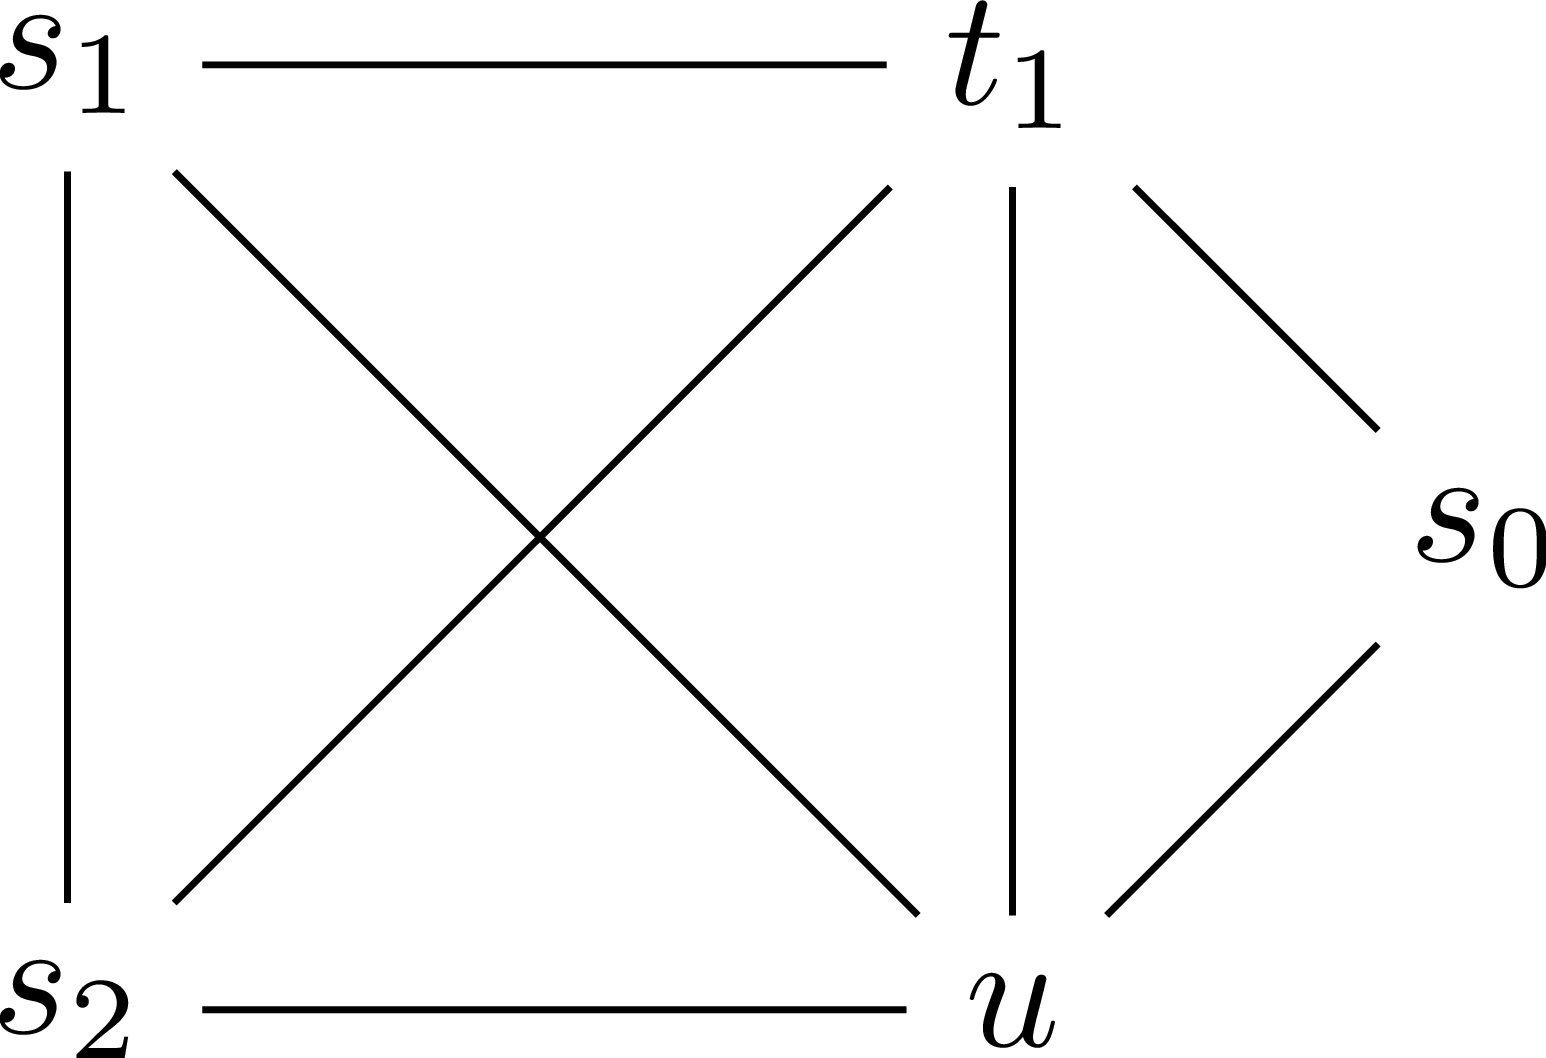 s₁ t₁
s₀
s₂ u